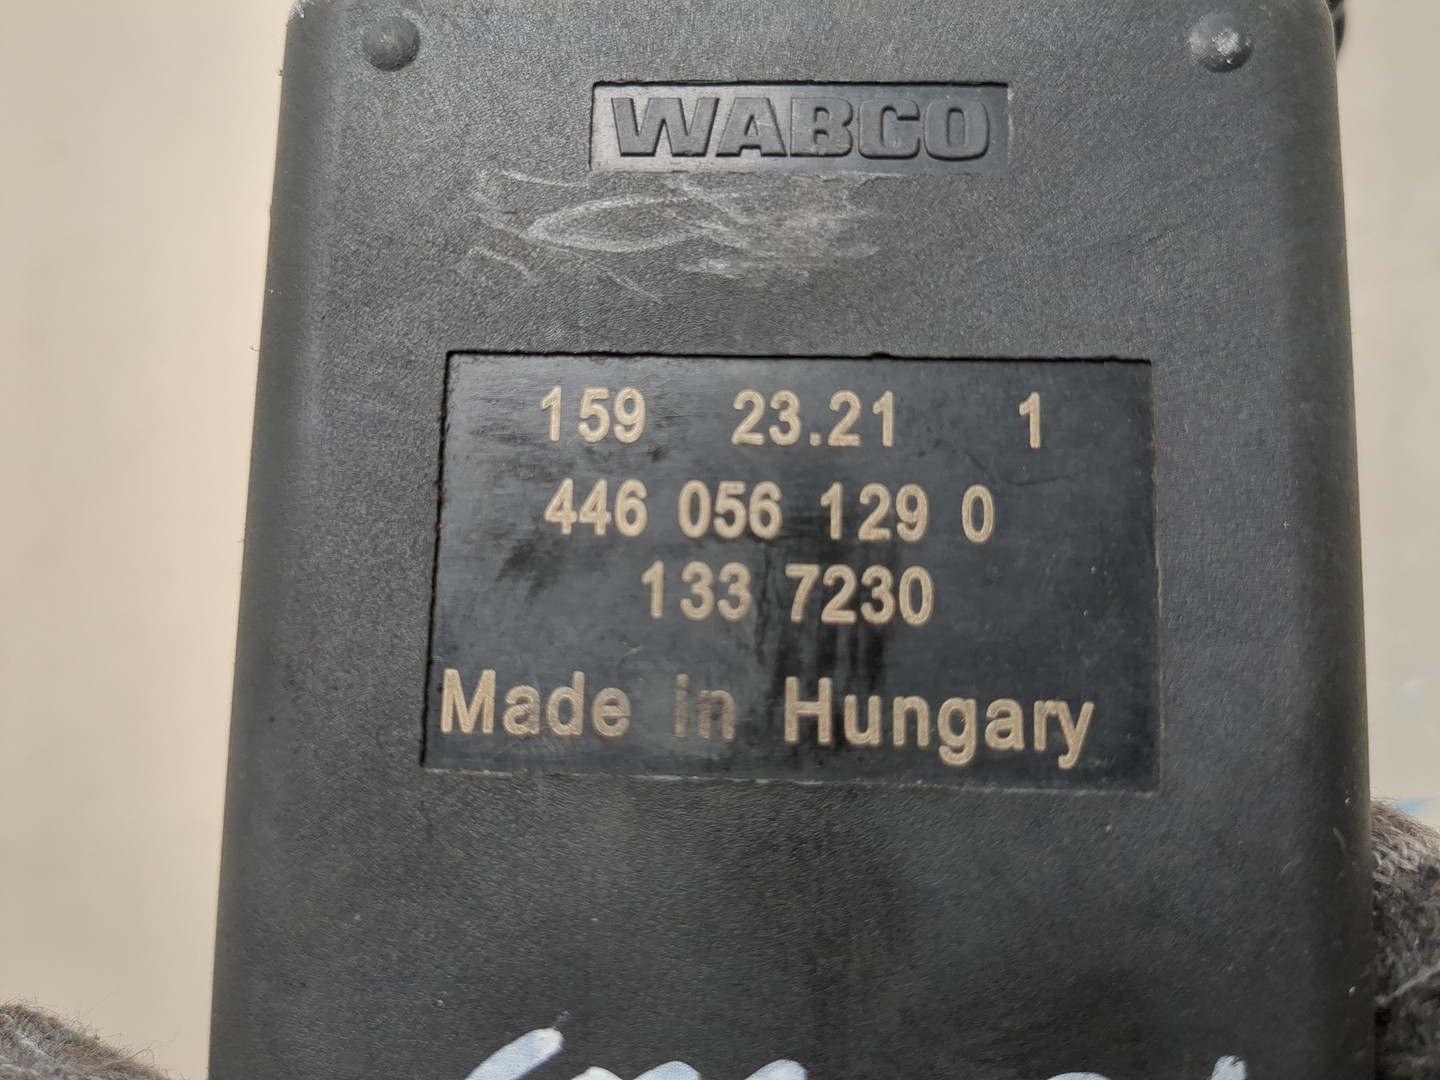 WABCO
159 23.21 1
446 056 129 0
133 7230
Made in Hungary